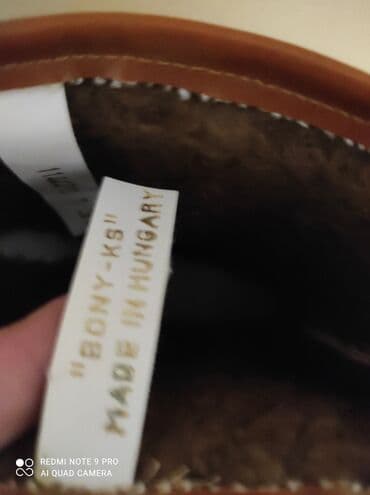 "BONY-KS"
MADE IN HUNGARY
REDMI NOTE 9 PRO
AI QUAD CAMERA